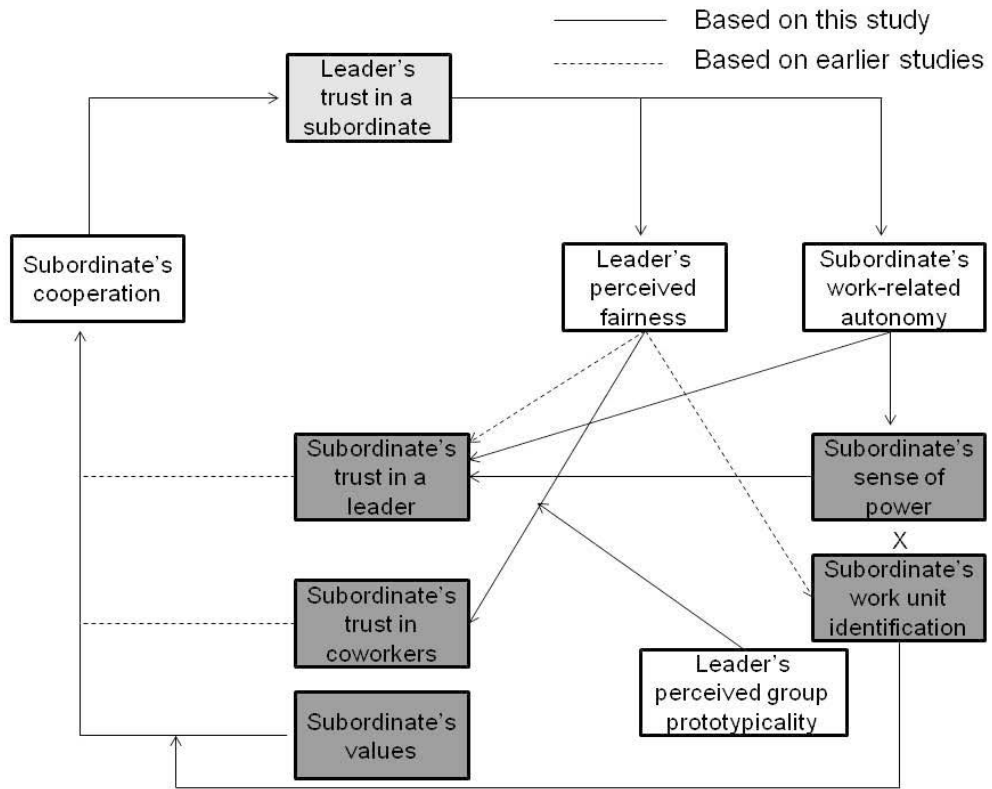 Based on this study
Based on earlier studies
Leader's
trust in a
subordinate
Subordinate's
cooperation
Leader's
perceived
fairness
Subordinate's
work-related
autonomy
Subordinate's
trust in a
leader
Subordinate's
sense of
power
X
Subordinate's
work unit
identification
Subordinate's
trust in
coworkers
Leader's
perceived group
prototypicality
Subordinate's
values